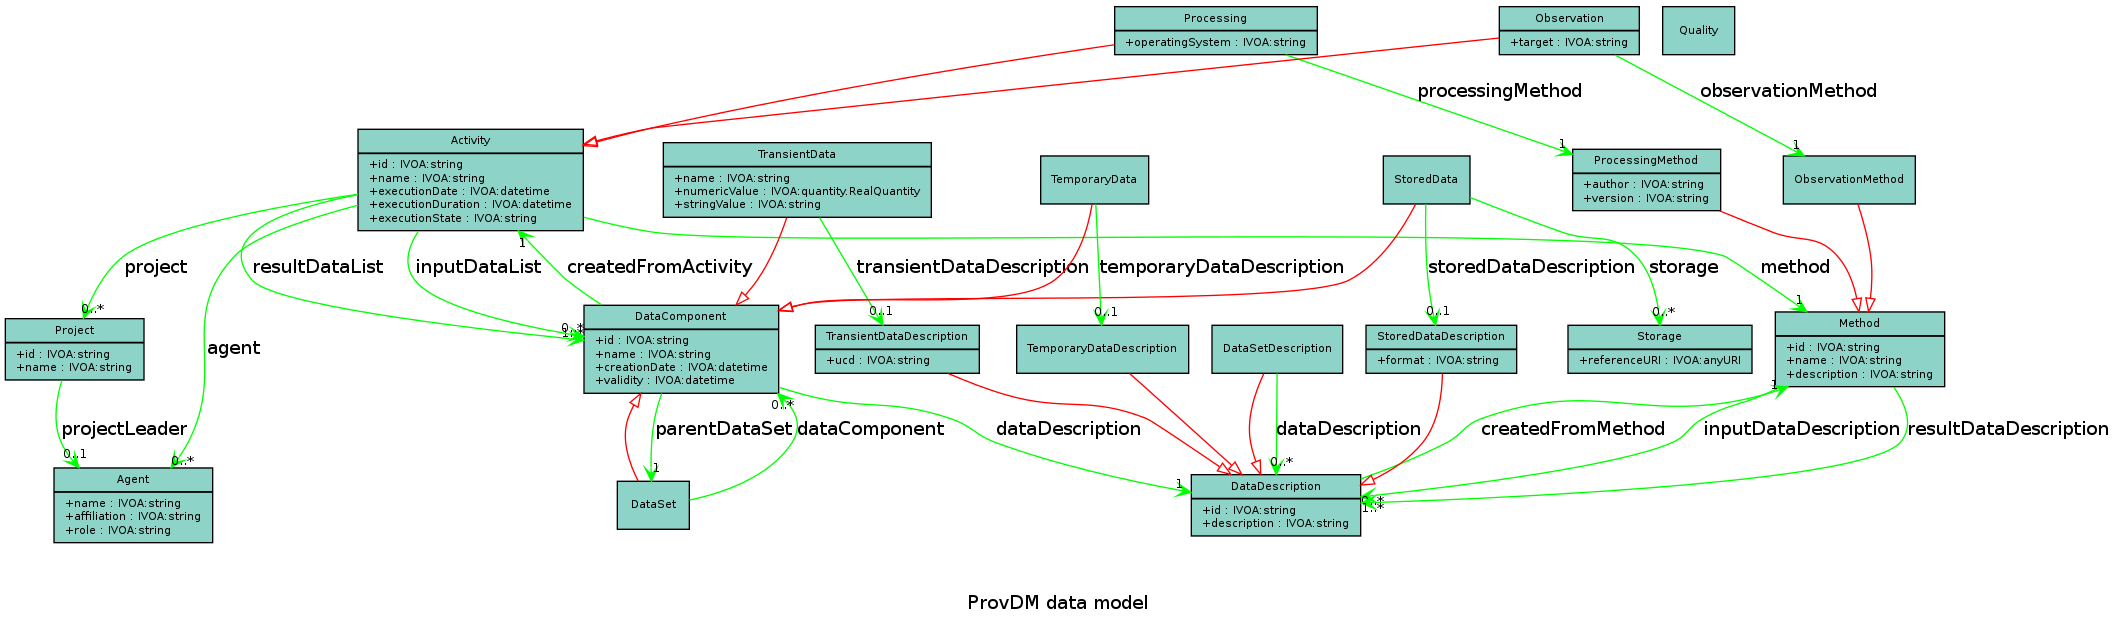 Processing
+operatingSystem : IVOA:string
Observation
+target : IVOA:string
Quality
processingMethod
observationMethod
1
1
Activity
+id : IVOA:string
+name : IVOA:string
+executionDate : IVOA:datetime
+executionDuration : IVOA:datetime
+executionState : IVOA:string
TransientData
+name : IVOA:string
+numericValue : IVOA:quantity.RealQuantity
+stringValue : IVOA:string
TemporaryData
StoredData
ProcessingMethod
+author : IVOA:string
+version : IVOA:string
ObservationMethod
1
project
resultDataList
inputDataList
createdFromActivity
transientDataDescription
temporaryDataDescription
storedDataDescription
storage
method
0..*
0..*
1..*
0..1
0..1
0..1
0..*
1
Project
+id : IVOA:string
+name : IVOA:string
agent
DataComponent
+id : IVOA:string
+name : IVOA:string
+creationDate : IVOA:datetime
+validity : IVOA:datetime
TransientDataDescription
+ucd : IVOA:string
TemporaryDataDescription
DataSetDescription
StoredDataDescription
+format : IVOA:string
Storage
+referenceURI : IVOA:anyURI
Method
+id : IVOA:string
+name : IVOA:string
+description : IVOA:string
0..*
1
projectLeader
parentDataSet
dataComponent
dataDescription
dataDescription
createdFromMethod
inputDataDescription
resultDataDescription
0..1
0..*
1
1
0..*
Agent
+name : IVOA:string
+affiliation : IVOA:string
+role : IVOA:string
DataSet
DataDescription
+id : IVOA:string
+description : IVOA:string
1..*
ProvDM data model